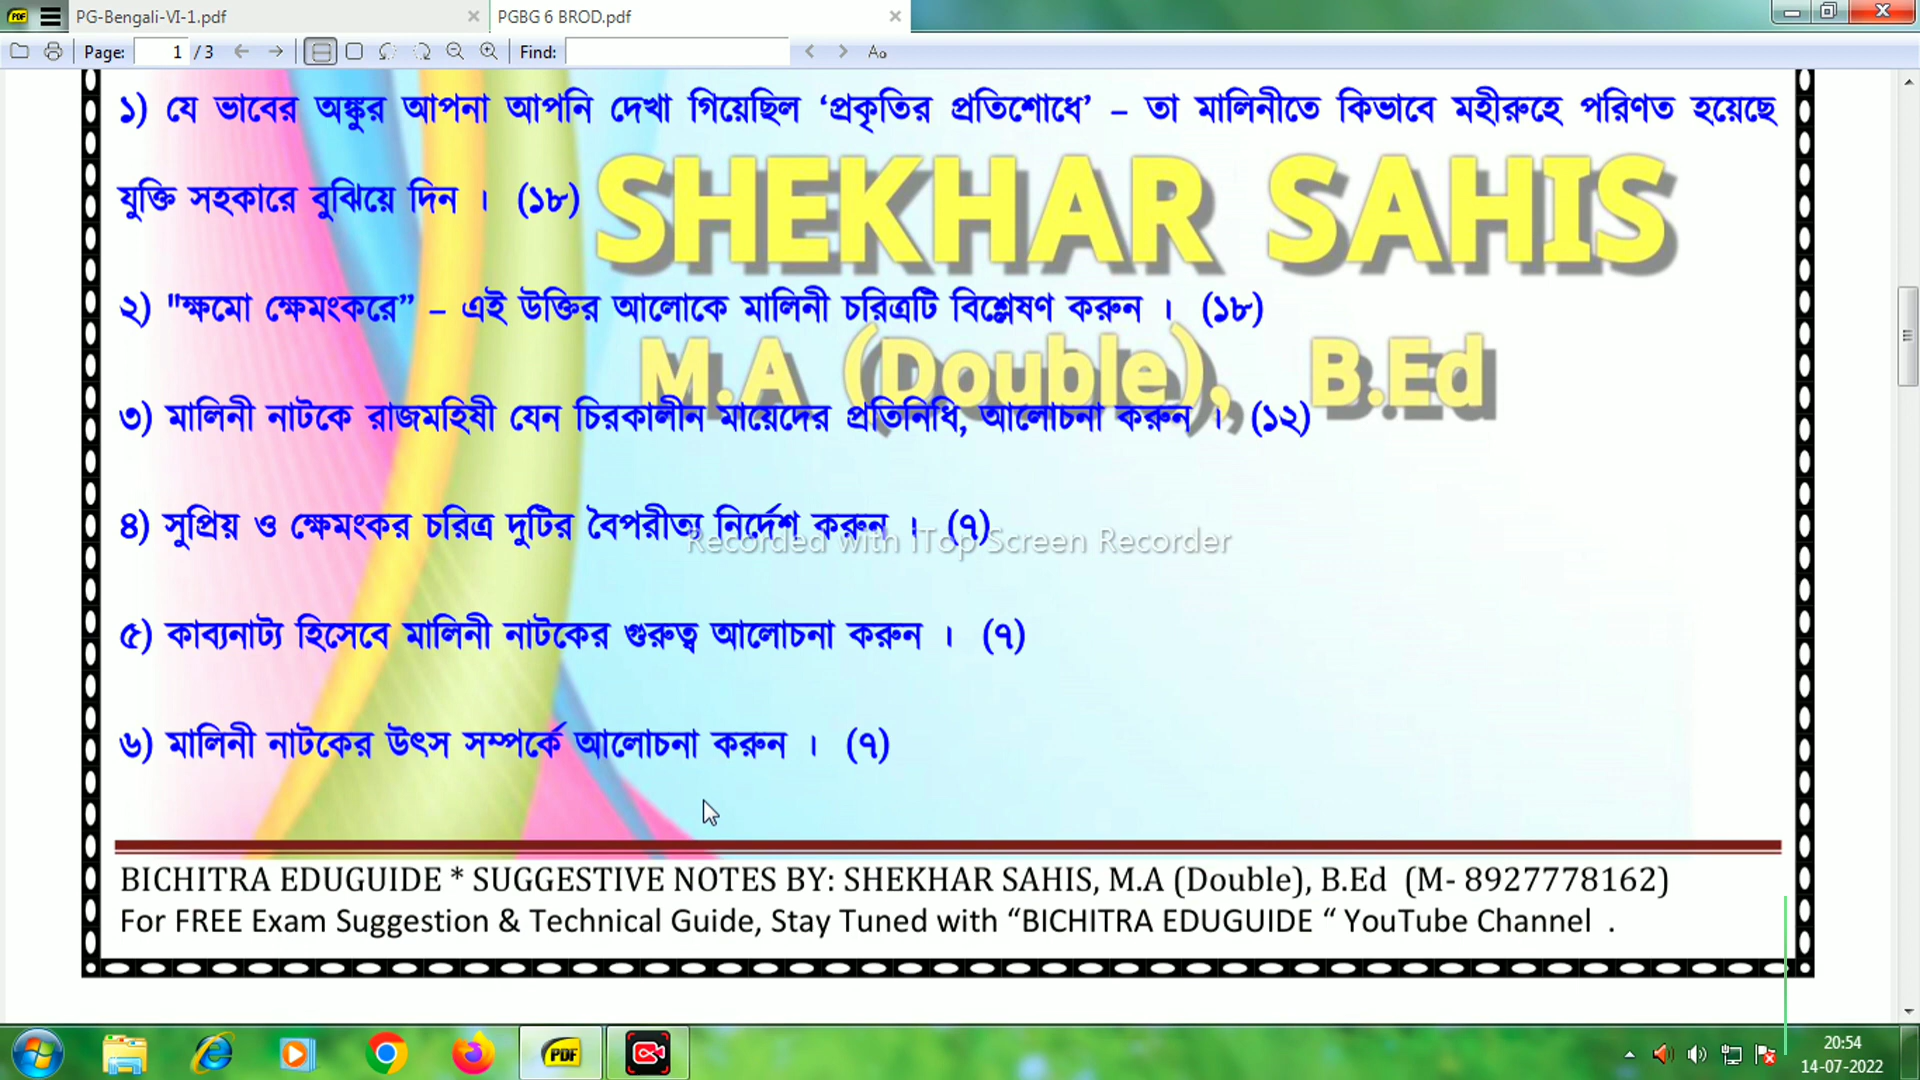 PG-Bengali-VI-1.pdf
PGBG 6 BROD.pdf
Page: 1 / 3 Find: Aa
১) যে ভাবের অঙ্কুর আপনা আপনি দেখা গিয়েছিল ‘প্রকৃতির প্রতিশোধে’ – তা মালিনীতে কিভাবে মহীরুহে পরিণত হয়েছে
যুক্তি সহকারে বুঝিয়ে দিন । (১৮)
SHEKHAR SAHIS
২) "ক্ষমো ক্ষেমংকরে” – এই উক্তির আলোকে মালিনী চরিত্রটি বিশ্লেষণ করুন । (১৮)
M.A (Double), B.Ed
৩) মালিনী নাটকে রাজমহিষী যেন চিরকালীন মায়েদের প্রতিনিধি, আলোচনা করুন । (১২)
৪) সুপ্রিয় ও ক্ষেমংকর চরিত্র দুটির বৈপরীত্য নির্দেশ করুন । (৭)
Recorded with iTop Screen Recorder
৫) কাব্যনাট্য হিসেবে মালিনী নাটকের গুরুত্ব আলোচনা করুন । (৭)
৬) মালিনী নাটকের উৎস সম্পর্কে আলোচনা করুন । (৭)
BICHITRA EDUGUIDE * SUGGESTIVE NOTES BY: SHEKHAR SAHIS, M.A (Double), B.Ed (M- 8927778162)
For FREE Exam Suggestion & Technical Guide, Stay Tuned with “BICHITRA EDUGUIDE “ YouTube Channel .
PDF
20:54
14-07-2022